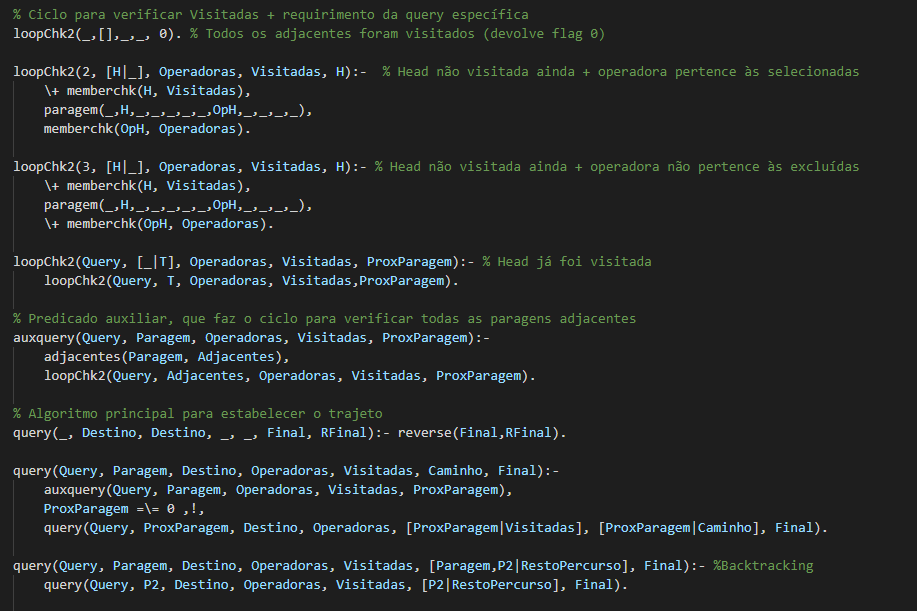 % Ciclo para verificar Visitadas + requirimento da query específica
loopChk2(_,[],_,_, 0). % Todos os adjacentes foram visitados (devolve flag 0)
loopChk2(2, [H|_], Operadoras, Visitadas, H):-  % Head não visitada ainda + operadora pertence às selecionadas
    \+ memberchk(H, Visitadas),
    paragem(_,H,_,_,_,_,_,OpH,_,_,_,_),
    memberchk(OpH, Operadoras).
loopChk2(3, [H|_], Operadoras, Visitadas, H):- % Head não visitada ainda + operadora não pertence às excluídas
    \+ memberchk(H, Visitadas),
    paragem(_,H,_,_,_,_,_,OpH,_,_,_,_),
    \+ memberchk(OpH, Operadoras).
loopChk2(Query, [_|T], Operadoras, Visitadas, ProxParagem):- % Head já foi visitada
    loopChk2(Query, T, Operadoras, Visitadas,ProxParagem).
% Predicado auxiliar, que faz o ciclo para verificar todas as paragens adjacentes
auxquery(Query, Paragem, Operadoras, Visitadas, ProxParagem):-
    adjacentes(Paragem, Adjacentes),
    loopChk2(Query, Adjacentes, Operadoras, Visitadas, ProxParagem).
% Algoritmo principal para estabelecer o trajeto
query(_, Destino, Destino, _, _, Final, RFinal):- reverse(Final,RFinal).
query(Query, Paragem, Destino, Operadoras, Visitadas, Caminho, Final):-
    auxquery(Query, Paragem, Operadoras, Visitadas, ProxParagem),
    ProxParagem =\= 0 ,!,
    query(Query, ProxParagem, Destino, Operadoras, [ProxParagem|Visitadas], [ProxParagem|Caminho], Final).
query(Query, Paragem, Destino, Operadoras, Visitadas, [Paragem,P2|RestoPercurso], Final):- %Backtracking
    query(Query, P2, Destino, Operadoras, Visitadas, [P2|RestoPercurso], Final).